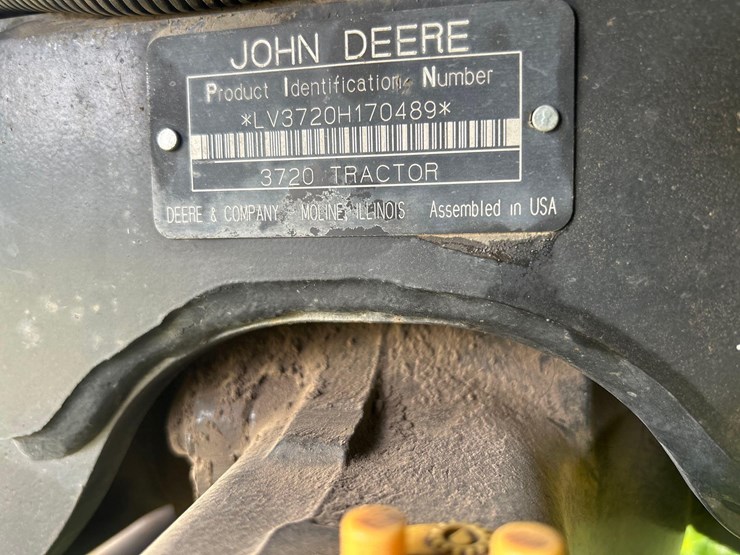 JOHN DEERE
Product Identification Number
*LV3720H170489*
3720 TRACTOR
DEERE & COMPANY MOLINE, ILLINOIS Assembled in USA